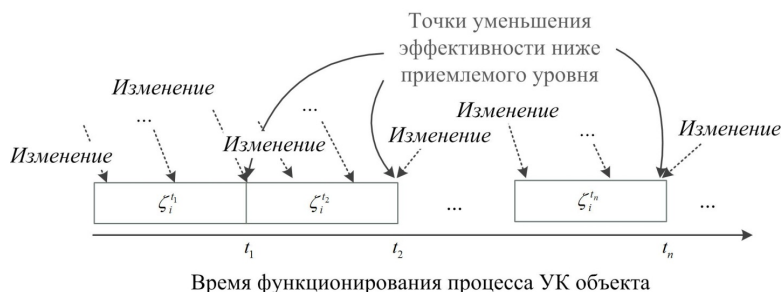 Точки уменьшения
эффективности ниже
приемлемого уровня
Изменение
...
...
Изменение
Изменение
Изменение
Изменение
...
Изменение
ζ_i^{t_1}
ζ_i^{t_2}
...
ζ_i^{t_n}
...
t_1
t_2
t_n
Время функционирования процесса УК объекта